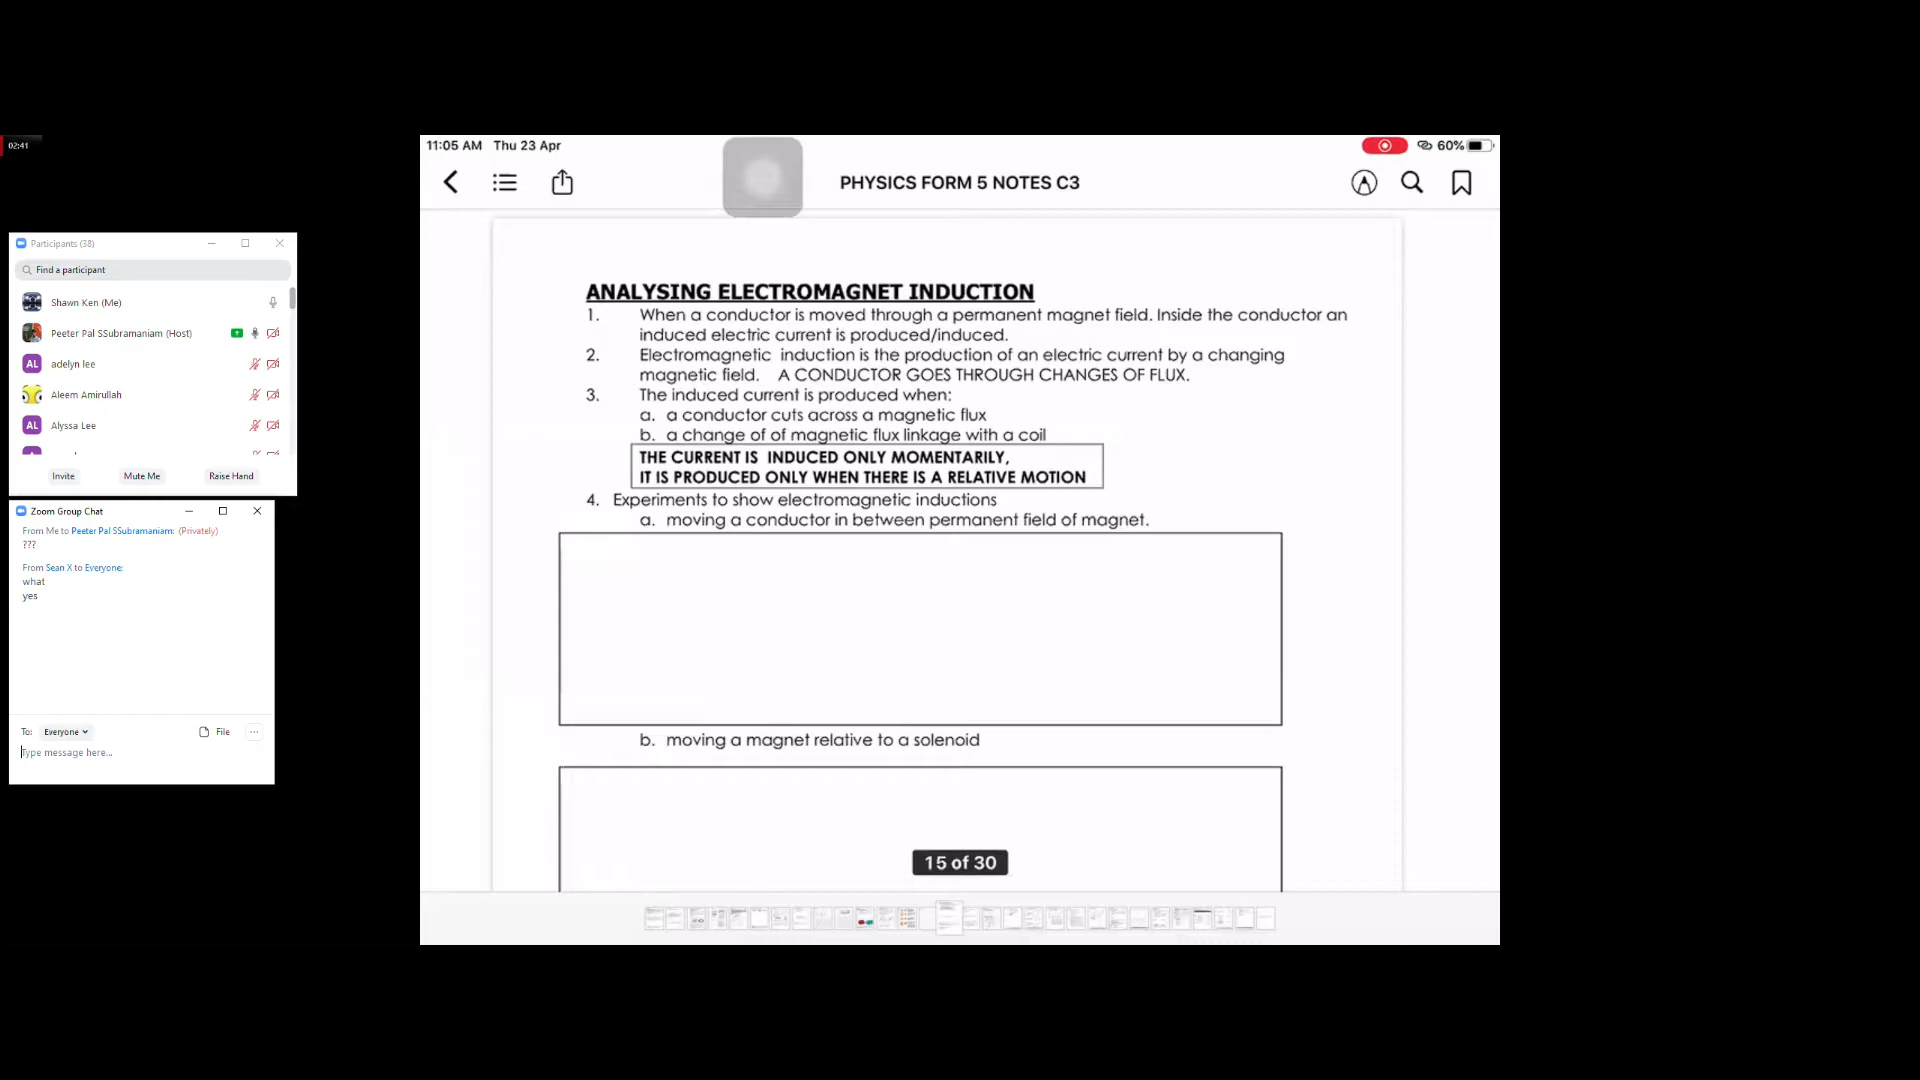 02:41
Participants (38)
Find a participant
Shawn Ken (Me)
Peeter Pal SSubramaniam (Host)
AL adelyn lee
Aleem Amirullah
AL Alyssa Lee
Invite Mute Me Raise Hand
Zoom Group Chat
From Me to Peeter Pal SSubramaniam: (Privately)
???
From Sean X to Everyone:
what
yes
To: Everyone File ...
Type message here...
11:05 AM Thu 23 Apr 60%
PHYSICS FORM 5 NOTES C3
ANALYSING ELECTROMAGNET INDUCTION
1. When a conductor is moved through a permanent magnet field. Inside the conductor an
induced electric current is produced/induced.
2. Electromagnetic induction is the production of an electric current by a changing
magnetic field. A CONDUCTOR GOES THROUGH CHANGES OF FLUX.
3. The induced current is produced when:
a. a conductor cuts across a magnetic flux
b. a change of of magnetic flux linkage with a coil
THE CURRENT IS INDUCED ONLY MOMENTARILY,
IT IS PRODUCED ONLY WHEN THERE IS A RELATIVE MOTION
4. Experiments to show electromagnetic inductions
a. moving a conductor in between permanent field of magnet.
b. moving a magnet relative to a solenoid
15 of 30